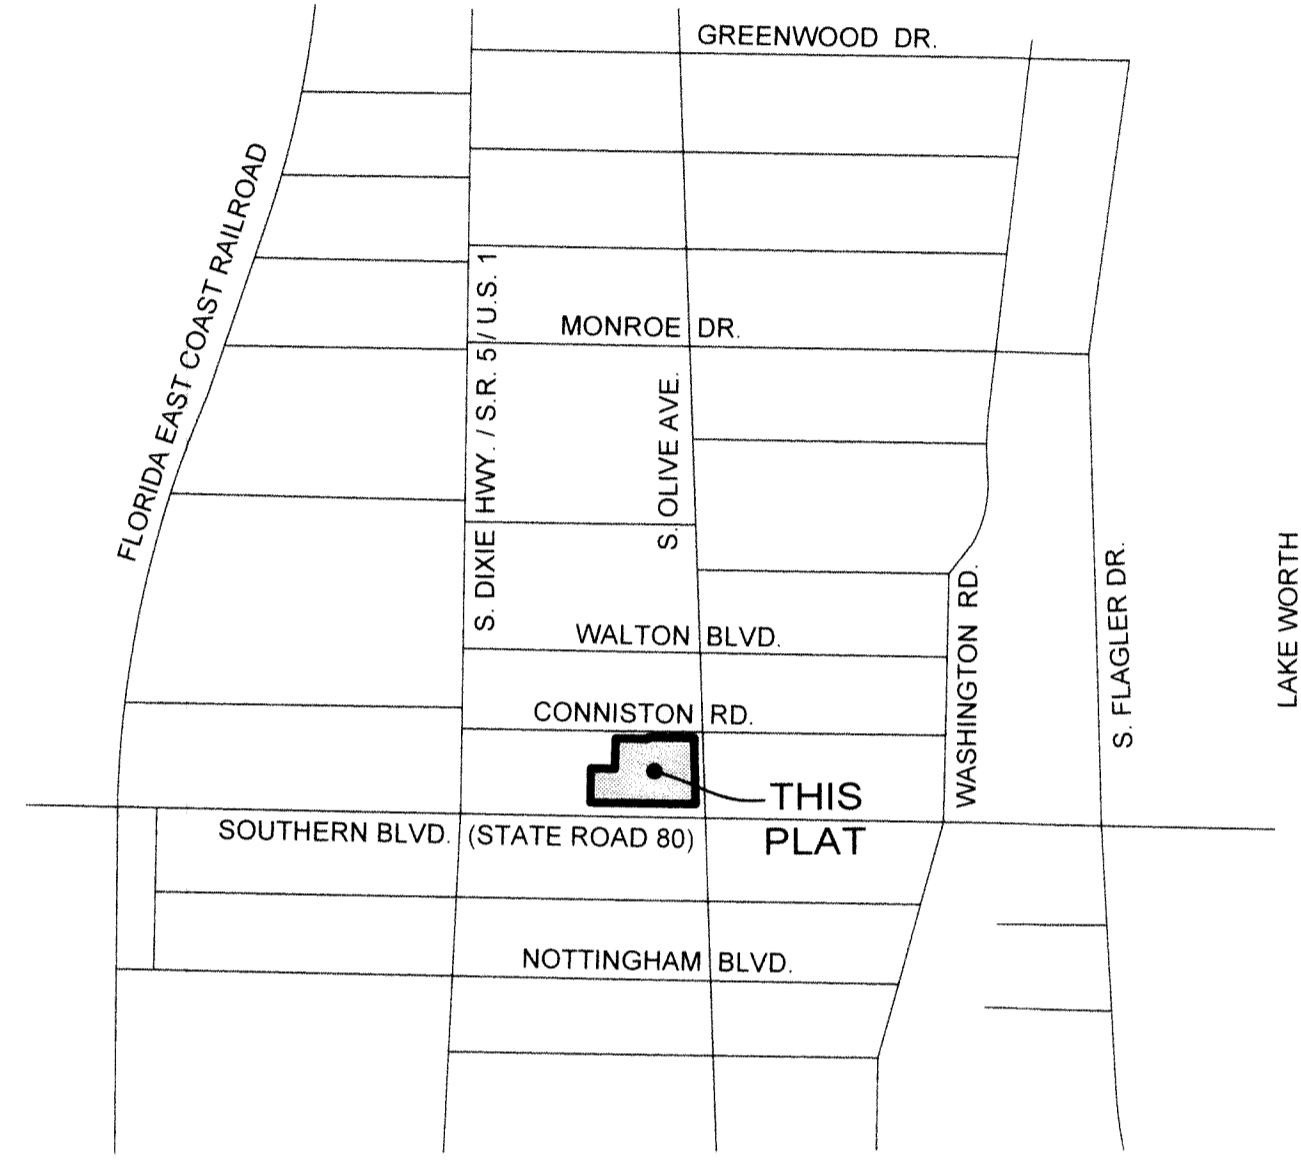 GREENWOOD DR.
FLORIDA EAST COAST RAILROAD
S. DIXIE HWY. / S.R. 5 / U.S. 1
MONROE DR.
S. OLIVE AVE.
WALTON BLVD.
CONNISTON RD.
WASHINGTON RD.
S. FLAGLER DR.
LAKE WORTH
THIS
PLAT
SOUTHERN BLVD. (STATE ROAD 80)
NOTTINGHAM BLVD.